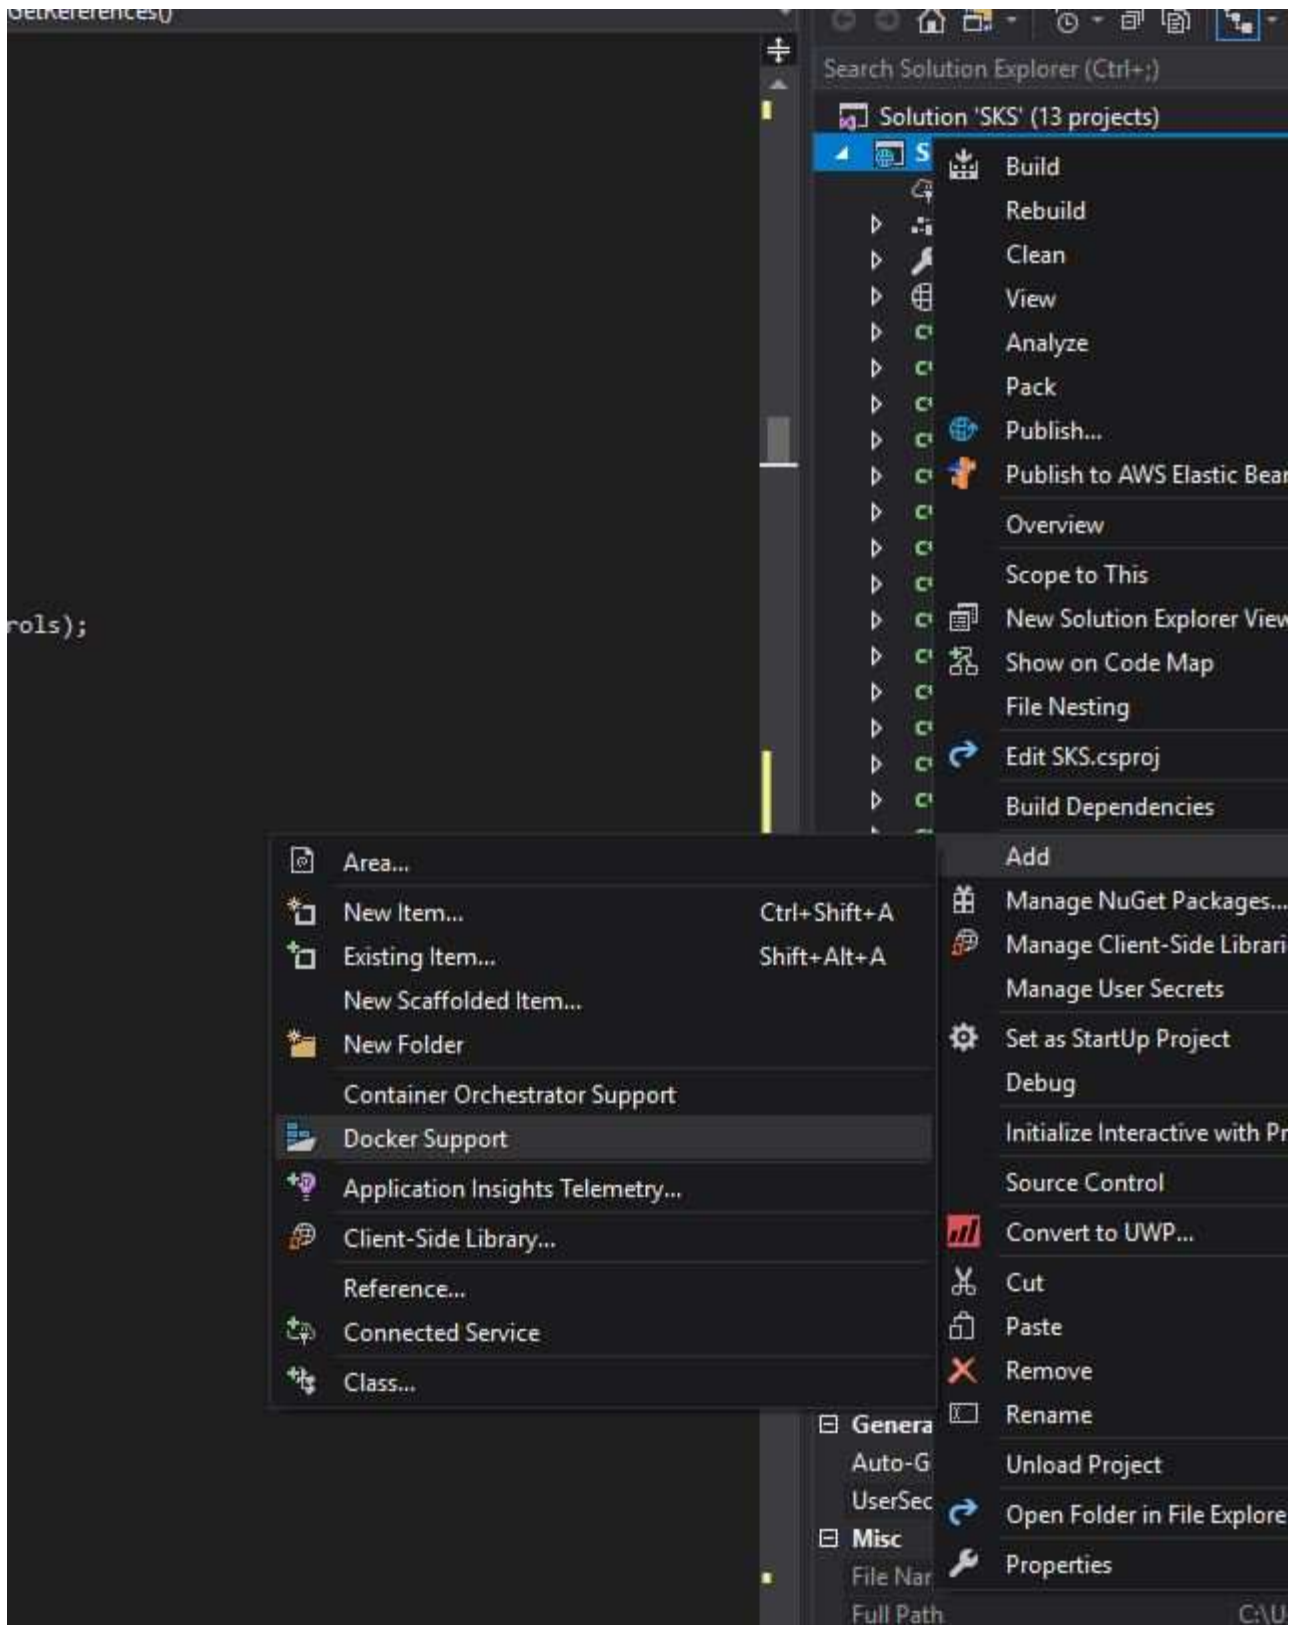 Search Solution Explorer (Ctrl+;)
Solution 'SKS' (13 projects)
S
Build
Rebuild
Clean
View
Analyze
Pack
Publish...
Publish to AWS Elastic Bear
Overview
Scope to This
New Solution Explorer View
Show on Code Map
File Nesting
Edit SKS.csproj
Build Dependencies
Add
Manage NuGet Packages...
Manage Client-Side Librari
Manage User Secrets
Set as StartUp Project
Debug
Initialize Interactive with Pr
Source Control
Convert to UWP...
Cut
Paste
Remove
Rename
Unload Project
Open Folder in File Explore
Properties
rols);
Area...
New Item... Ctrl+Shift+A
Existing Item... Shift+Alt+A
New Scaffolded Item...
New Folder
Container Orchestrator Support
Docker Support
Application Insights Telemetry...
Client-Side Library...
Reference...
Connected Service
Class...
Genera
Auto-G
UserSec
Misc
File Nar
Full Path C:\U